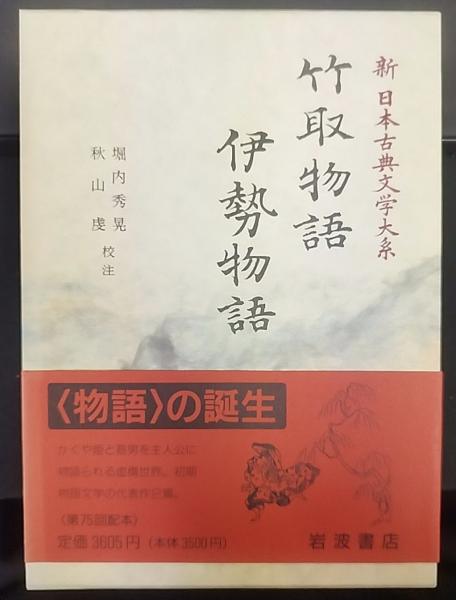 新 日本古典文学大系
竹取物語
伊勢物語
堀内秀晃
秋山虔
校注
〈物語〉の誕生
かぐや姫と昔男を主人公に
物語られる虚構世界。初期
物語文学の代表作2篇。
〈第75回配本〉
定価3605円(本体3500円)
岩波書店